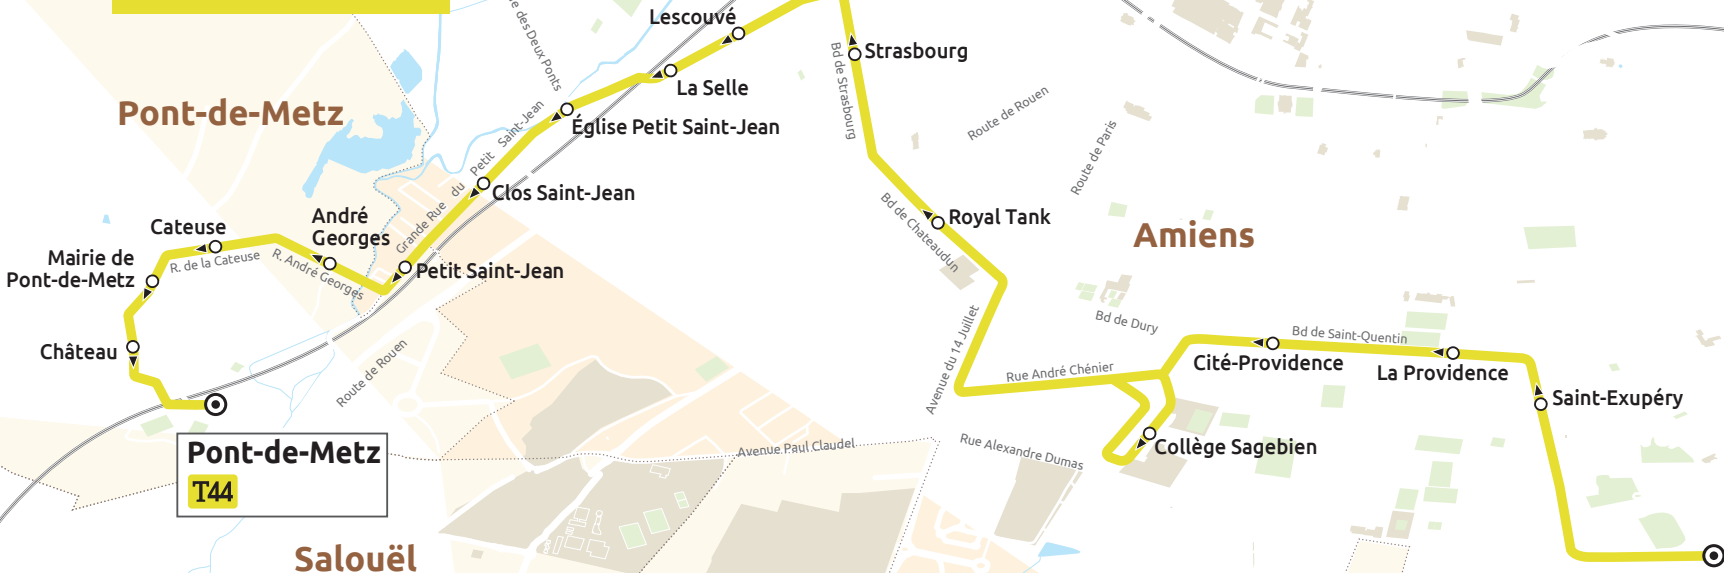 Lescouvé
e des Deux Ponts
Strasbourg
La Selle
Bd de Strasbourg
Pont-de-Metz
Église Petit Saint-Jean
Route de Rouen
Route de Paris
Grande Rue du Petit Saint-Jean
Clos Saint-Jean
Royal Tank
Bd de Chateaudun
Amiens
André
Georges
Cateuse
R. de la Cateuse
R. André Georges
Mairie de
Pont-de-Metz
Petit Saint-Jean
Avenue du 14 Juillet
Bd de Dury
Bd de Saint-Quentin
Château
Route de Rouen
Rue André Chénier
Cité-Providence
La Providence
Saint-Exupéry
Collège Sagebien
Avenue Paul Claudel
Rue Alexandre Dumas
Pont-de-Metz
T44
Salouël